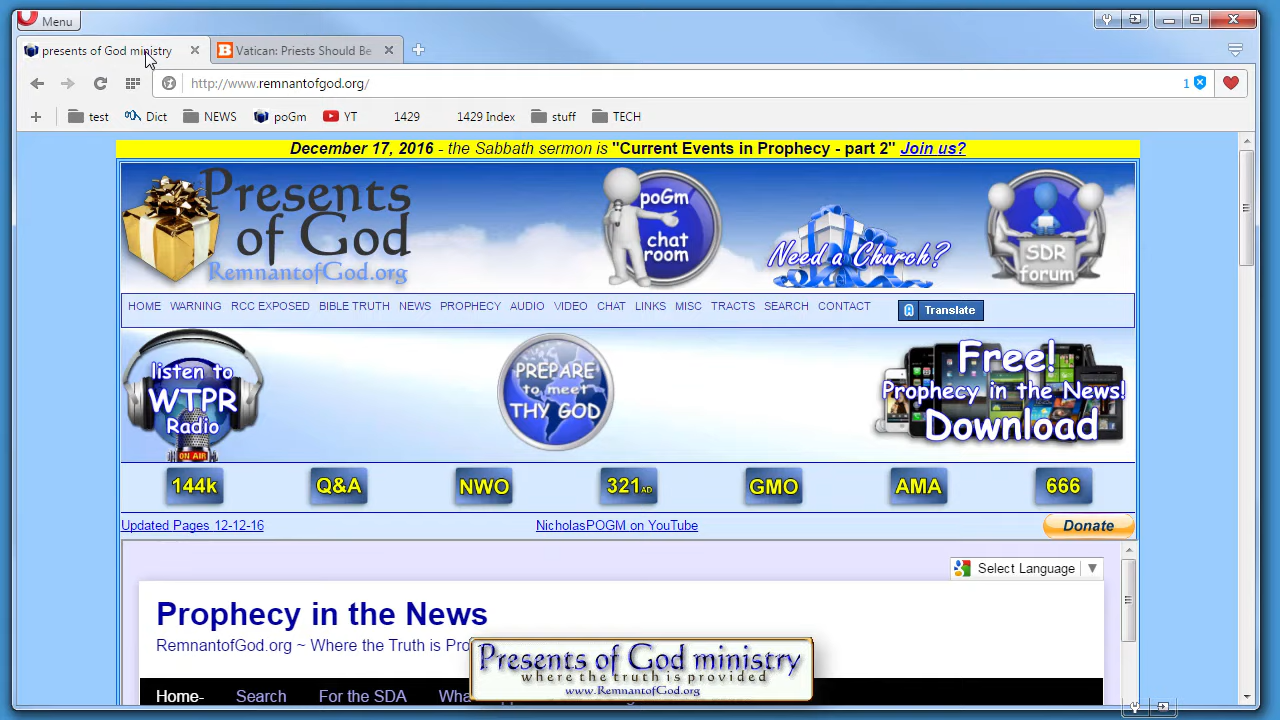 Menu
presents of God ministry
Vatican: Priests Should Be
http://www.remnantofgod.org/
1
test Dict NEWS poGm YT 1429 1429 Index stuff TECH
December 17, 2016 - the Sabbath sermon is "Current Events in Prophecy - part 2" Join us?
Presents
of God
RemnantofGod.org
poGm
chat
room
Need a Church?
SDR
forum
HOME WARNING RCC EXPOSED BIBLE TRUTH NEWS PROPHECY AUDIO VIDEO CHAT LINKS MISC TRACTS SEARCH CONTACT Translate
listen to
WTPR
Radio
ON AIR
PREPARE
to meet
THY GOD
Free!
Prophecy in the News!
Download
144k Q&A NWO 321 AD GMO AMA 666
Updated Pages 12-12-16 NicholasPOGM on YouTube Donate
Select Language
Prophecy in the News
RemnantofGod.org ~ Where the Truth is Pro
Presents of God ministry
where the truth is provided
www.RemnantofGod.org
Home- Search For the SDA